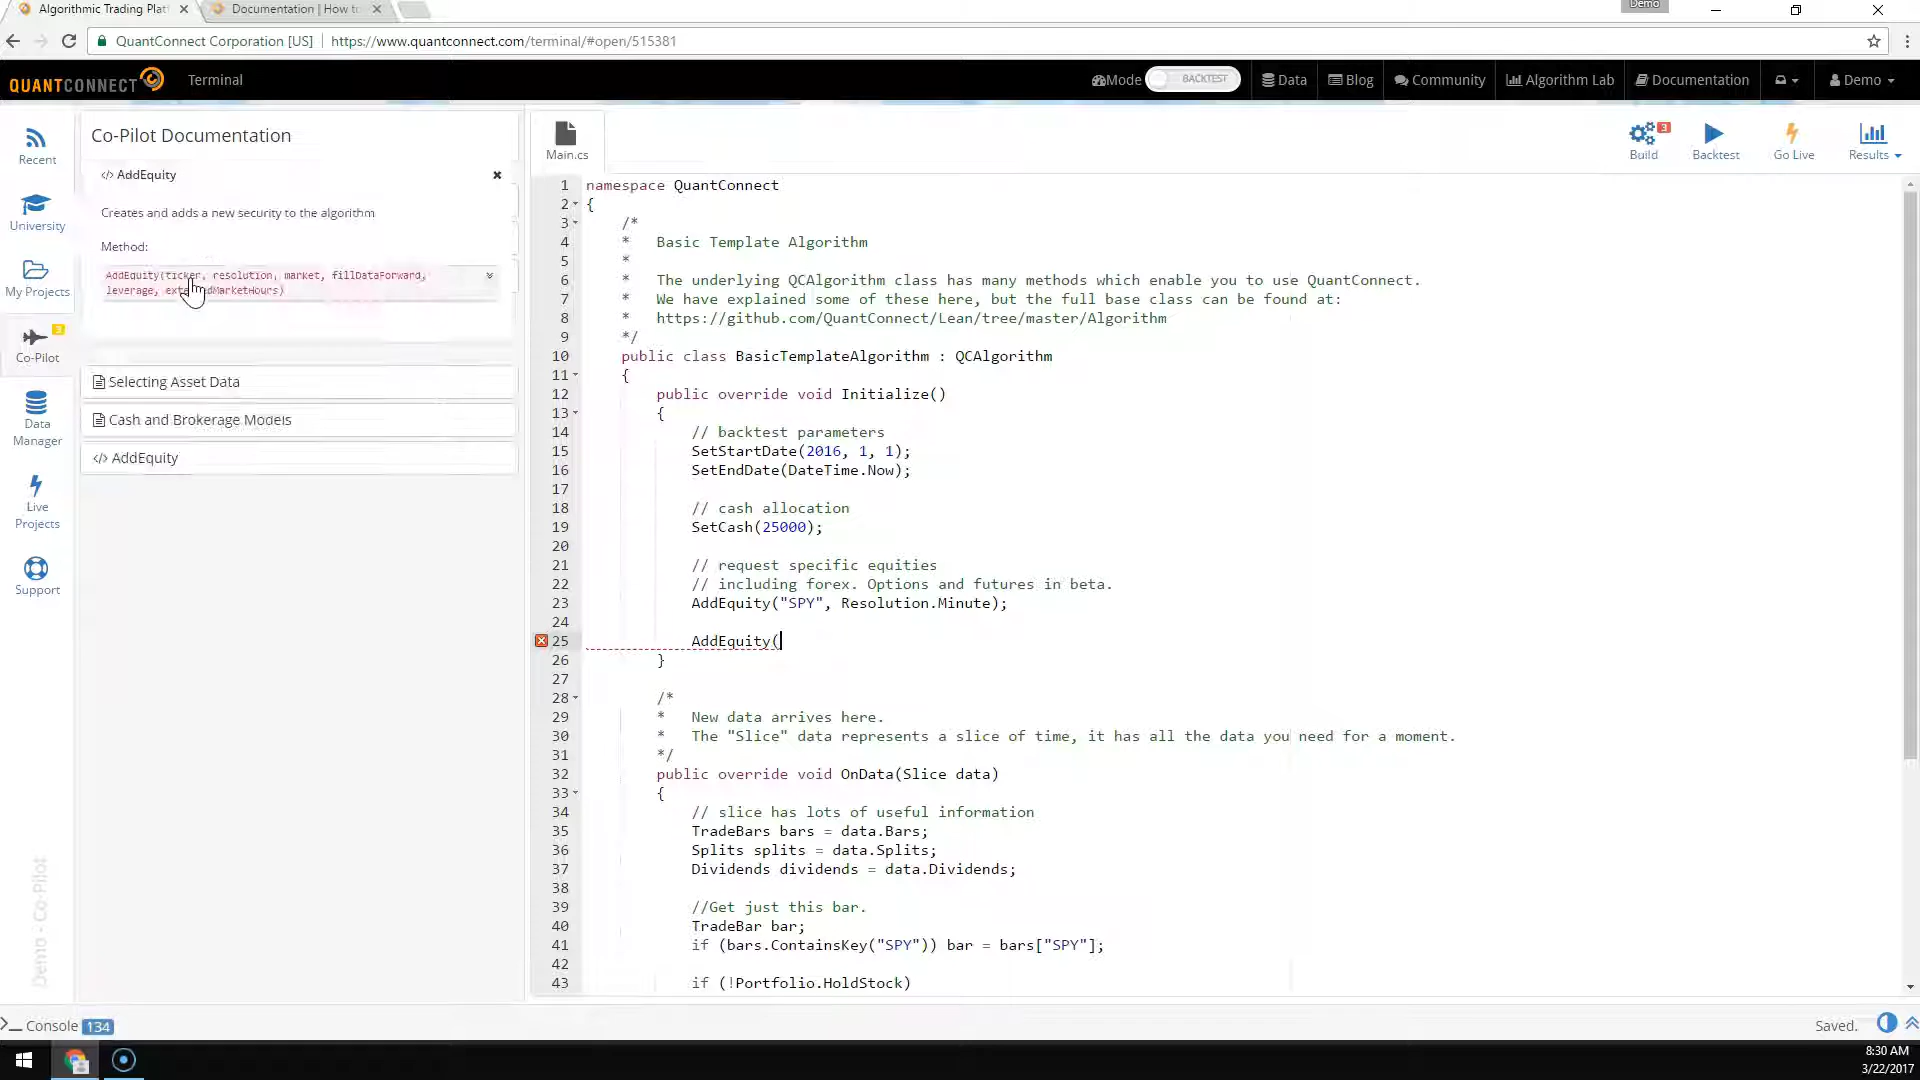 Algorithmic Trading Plat
Documentation | How to
Demo
QuantConnect Corporation [US] | https://www.quantconnect.com/terminal/#open/515381
QUANTCONNECT
Terminal
Mode
BACKTEST
Data
Blog
Community
Algorithm Lab
Documentation
Demo
Recent
University
My Projects
3
Co-Pilot
Data
Manager
Live
Projects
Support
Demo - Co-Pilot
Co-Pilot Documentation
</> AddEquity
Creates and adds a new security to the algorithm
Method:
AddEquity(ticker, resolution, market, fillDataForward,
leverage, extendedMarketHours)
Selecting Asset Data
Cash and Brokerage Models
</> AddEquity
Main.cs
3
Build
Backtest
Go Live
Results
1 namespace QuantConnect
2 {
3 /*
4 * Basic Template Algorithm
5 *
6 * The underlying QCAlgorithm class has many methods which enable you to use QuantConnect.
7 * We have explained some of these here, but the full base class can be found at:
8 * https://github.com/QuantConnect/Lean/tree/master/Algorithm
9 */
10 public class BasicTemplateAlgorithm : QCAlgorithm
11 {
12 public override void Initialize()
13 {
14 // backtest parameters
15 SetStartDate(2016, 1, 1);
16 SetEndDate(DateTime.Now);
17
18 // cash allocation
19 SetCash(25000);
20
21 // request specific equities
22 // including forex. Options and futures in beta.
23 AddEquity("SPY", Resolution.Minute);
24
25 AddEquity(
26 }
27
28 /*
29 * New data arrives here.
30 * The "Slice" data represents a slice of time, it has all the data you need for a moment.
31 */
32 public override void OnData(Slice data)
33 {
34 // slice has lots of useful information
35 TradeBars bars = data.Bars;
36 Splits splits = data.Splits;
37 Dividends dividends = data.Dividends;
38
39 //Get just this bar.
40 TradeBar bar;
41 if (bars.ContainsKey("SPY")) bar = bars["SPY"];
42
43 if (!Portfolio.HoldStock)
Console 134
Saved.
8:30 AM
3/22/2017